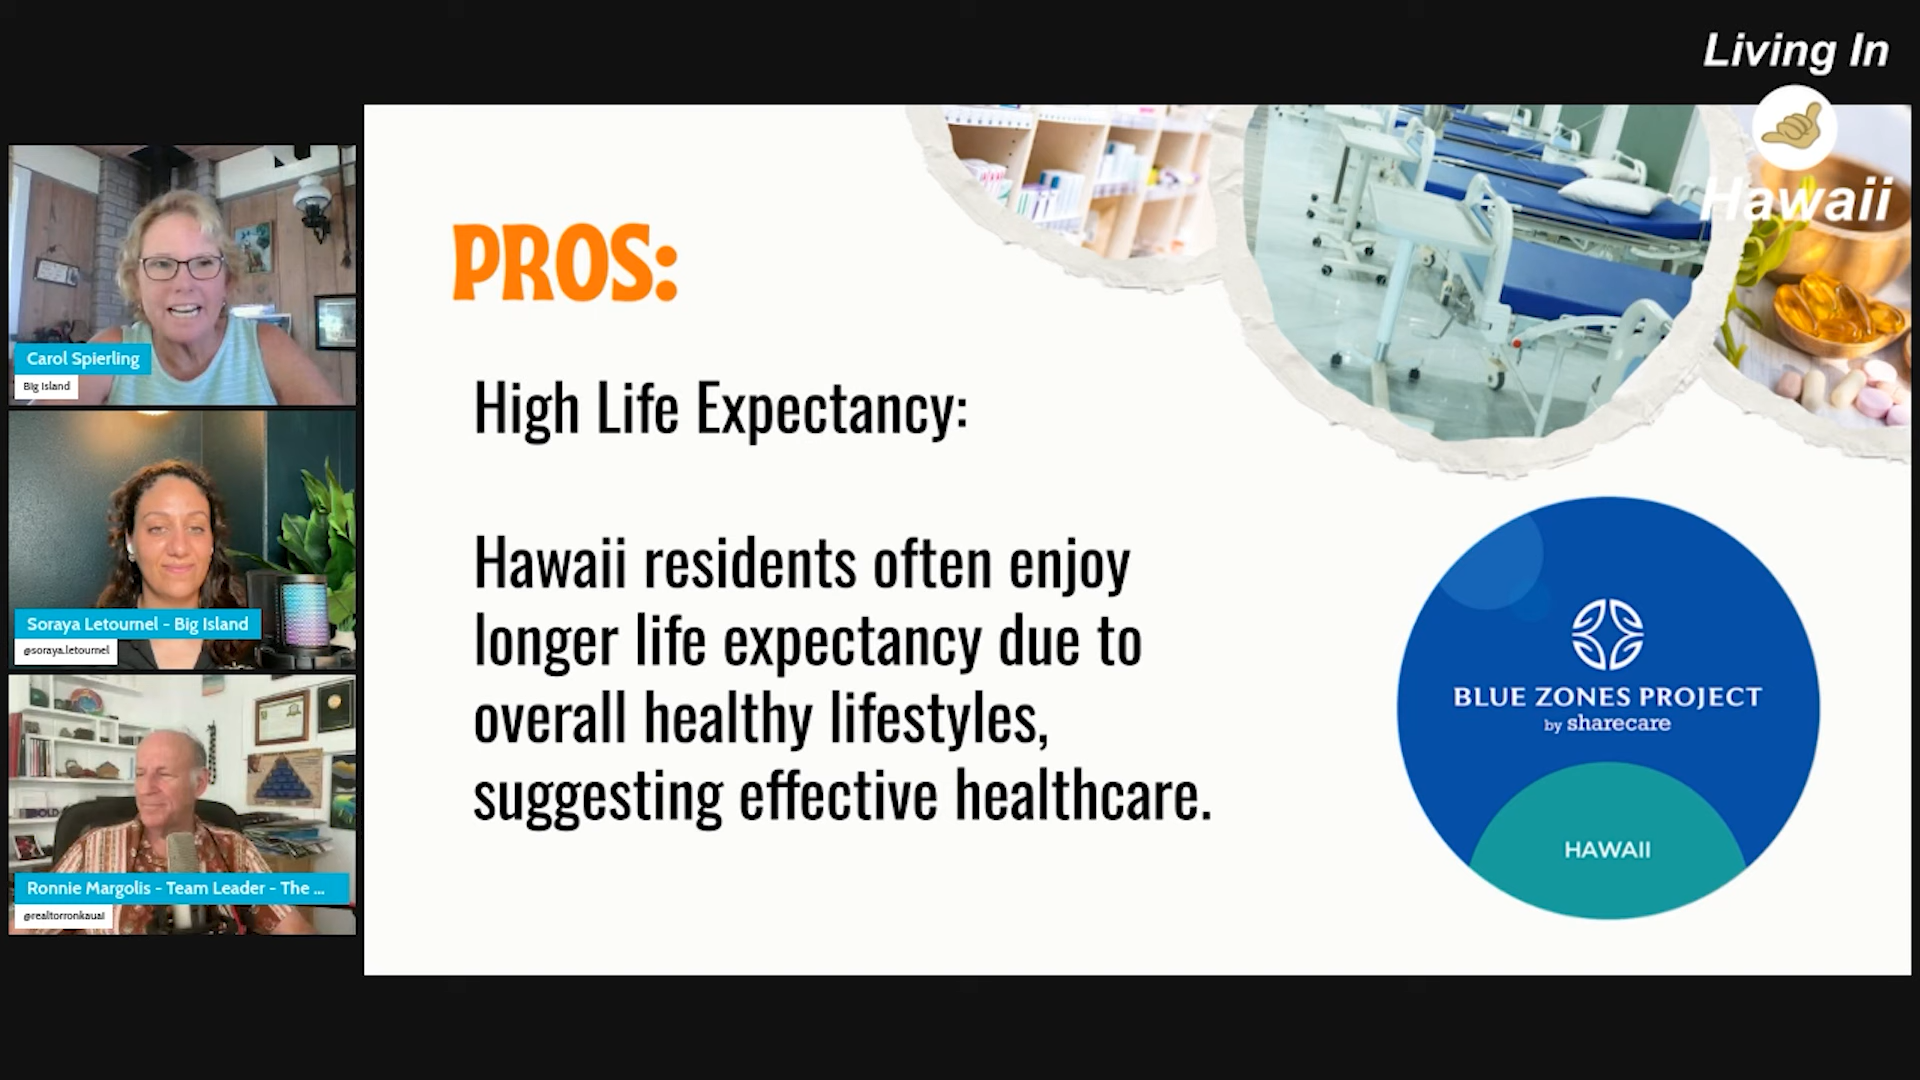 Living In
Hawaii
Carol Spierling
Big Island
Soraya Letournel - Big Island
@soraya.letournel
Ronnie Margolis - Team Leader - The ...
@realtorronkauai
PROS:
High Life Expectancy:
Hawaii residents often enjoy
longer life expectancy due to
overall healthy lifestyles,
suggesting effective healthcare.
BLUE ZONES PROJECT
by sharecare
HAWAII